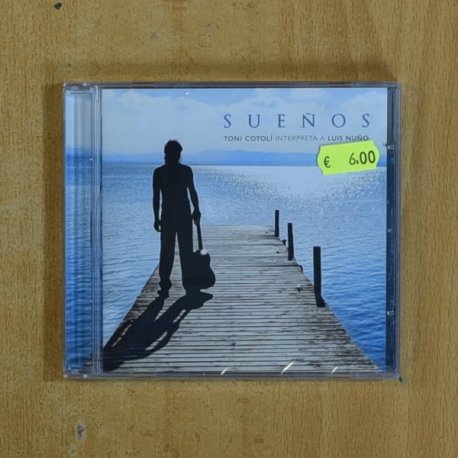 SUEÑOS
TONI COTOLÍ INTERPRETA A LUIS NUÑO
€ 6,00